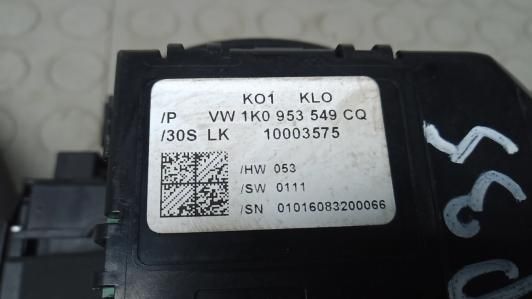 KO1 KLO
/P VW 1K0 953 549 CQ
/30S LK 10003575
/HW 053
/SW 0111
/SN 01016083200066